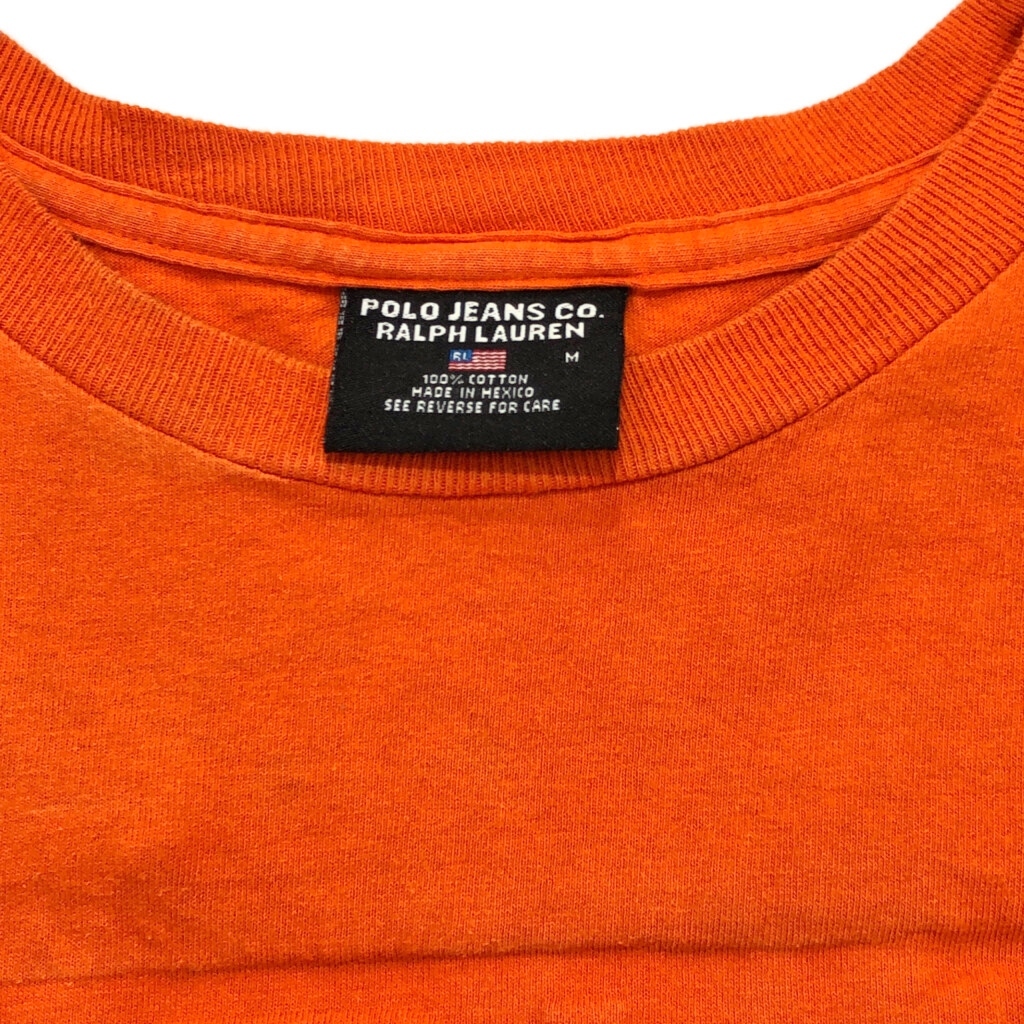 POLO JEANS CO.
RALPH LAUREN
RL
M
100% COTTON
MADE IN MEXICO
SEE REVERSE FOR CARE